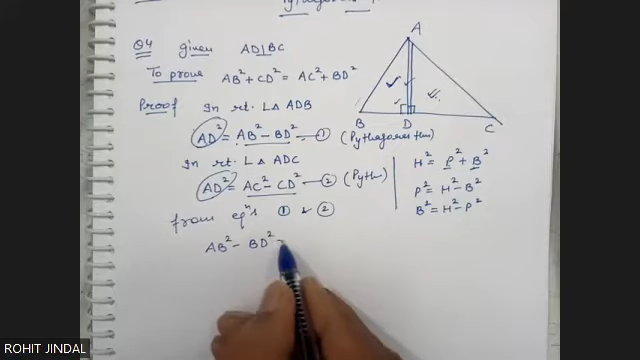 Q4 given AD⊥BC
To prove AB²+CD² = AC²+BD²
Proof In rt. L△ ADB
AD² = AB²-BD² — ① (Pythagoras thm)
In rt. L△ ADC
AD² = AC²-CD² — ② (Pyth)
from eqⁿs ① & ②
AB² - BD² =
A
B
D
C
H² = P² + B²
P² = H²-B²
B² = H²-P²
ROHIT JINDAL